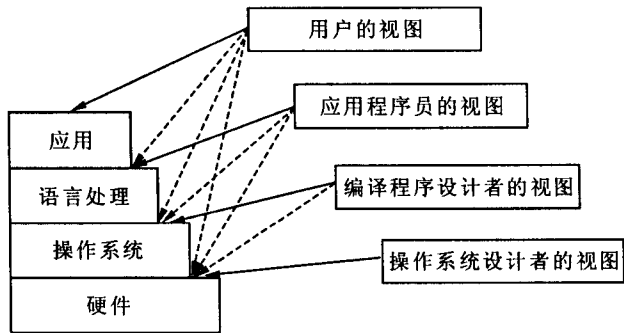 用户的视图
应用程序员的视图
应用
语言处理
编译程序设计者的视图
操作系统
操作系统设计者的视图
硬件